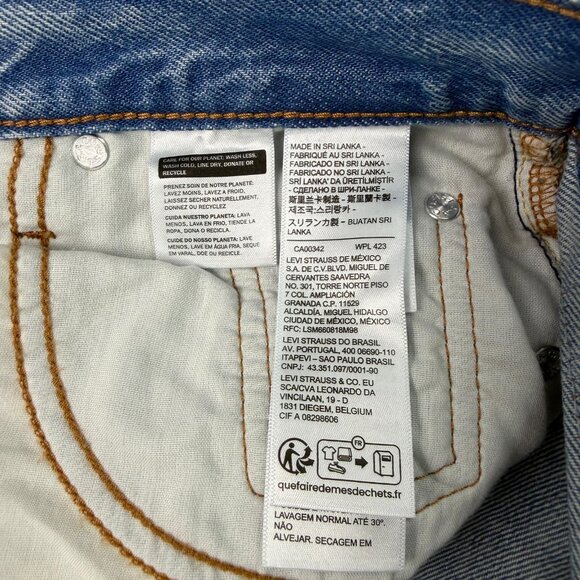 CARE FOR OUR PLANET: WASH LESS,
WASH COLD, LINE DRY, DONATE OR
RECYCLE
PRENEZ SOIN DE NOTRE PLANÈTE:
LAVEZ MOINS, LAVEZ A FROID,
LAISSEZ SÉCHER NATURELLEMENT,
DONNEZ OU RECYCLEZ
CUIDA NUESTRO PLANETA: LAVA
MENOS, LAVA EN FRIO, TIENDE LA
ROPA, DONA O RECICLA.
CUIDE DO NOSSO PLANETA: LAVE
MENOS, LAVE EM ÁGUA FRIA, SEQUE
EM VARAL, DOE OU RECICLE.
MADE IN SRI LANKA -
FABRIQUÉ AU SRI LANKA -
FABRICADO EN SRI LANKA -
FABRICADO NO SRI LANKA -
SRİ LANKA'DA ÜRETİLMİŞTİR
-СДЕЛАНО В ШРИ-ЛАНКЕ -
斯里兰卡制造 - 斯里蘭卡製 -
제조국:스리랑카 -
スリランカ製 - BUATAN SRI
LANKA
CA00342 WPL 423
LEVI STRAUSS DE MÉXICO
S.A. DE C.V.BLVD. MIGUEL DE
CERVANTES SAAVEDRA
NO. 301, TORRE NORTE PISO
7 COL. AMPLIACIÓN
GRANADA C.P. 11529
ALCALDÍA, MIGUEL HIDALGO
CIUDAD DE MÉXICO, MÉXICO
RFC: LSM660818M98
LEVI STRAUSS DO BRASIL
AV. PORTUGAL, 400 06690-110
ITAPEVI - SAO PAULO BRASIL
CNPJ: 43.351.097/0001-90
LEVI STRAUSS & CO. EU
SCA/CVA LEONARDO DA
VINCILAAN, 19 - D
1831 DIEGEM, BELGIUM
CIF A 08298606
FR
quefairedemesdechets.fr
LAVAGEM NORMAL ATÉ 30°.
NÃO
ALVEJAR. SECAGEM EM